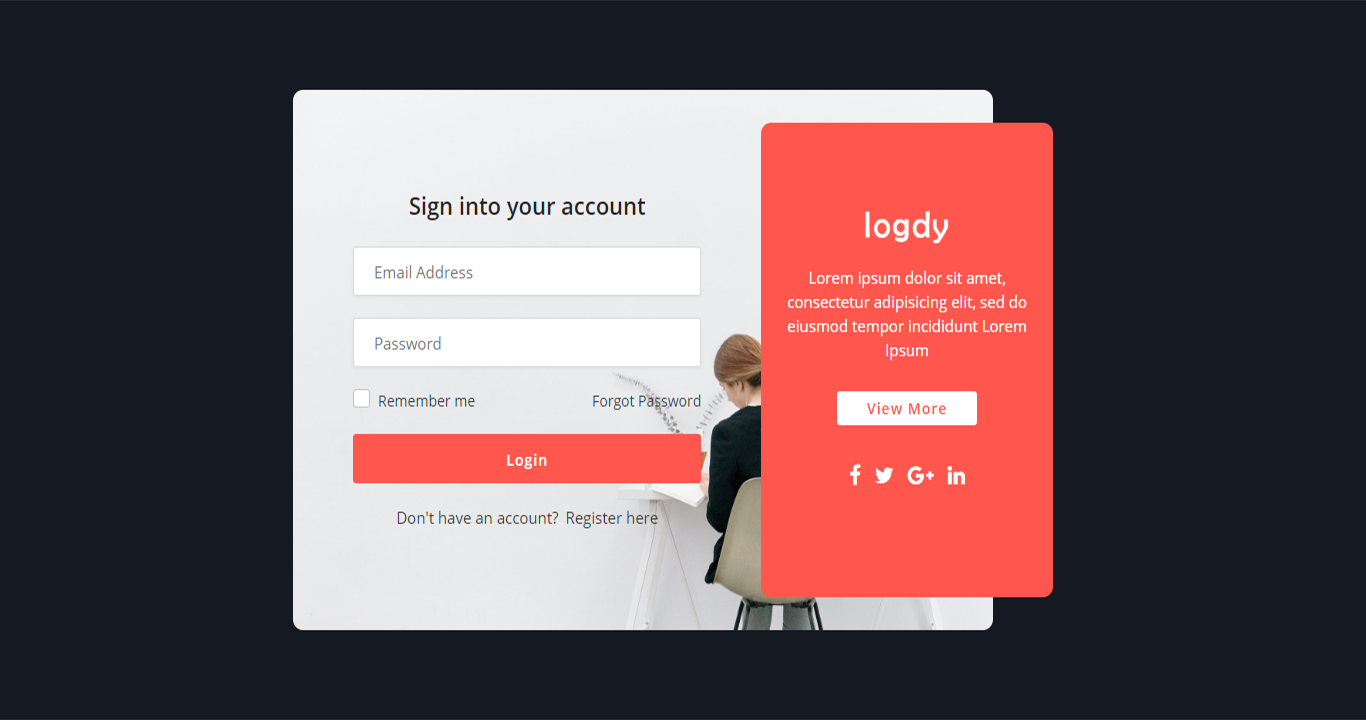 Sign into your account
Email Address
Password
Remember me
Forgot Password
Login
Don't have an account? Register here
logdy
Lorem ipsum dolor sit amet,
consectetur adipisicing elit, sed do
eiusmod tempor incididunt Lorem
Ipsum
View More